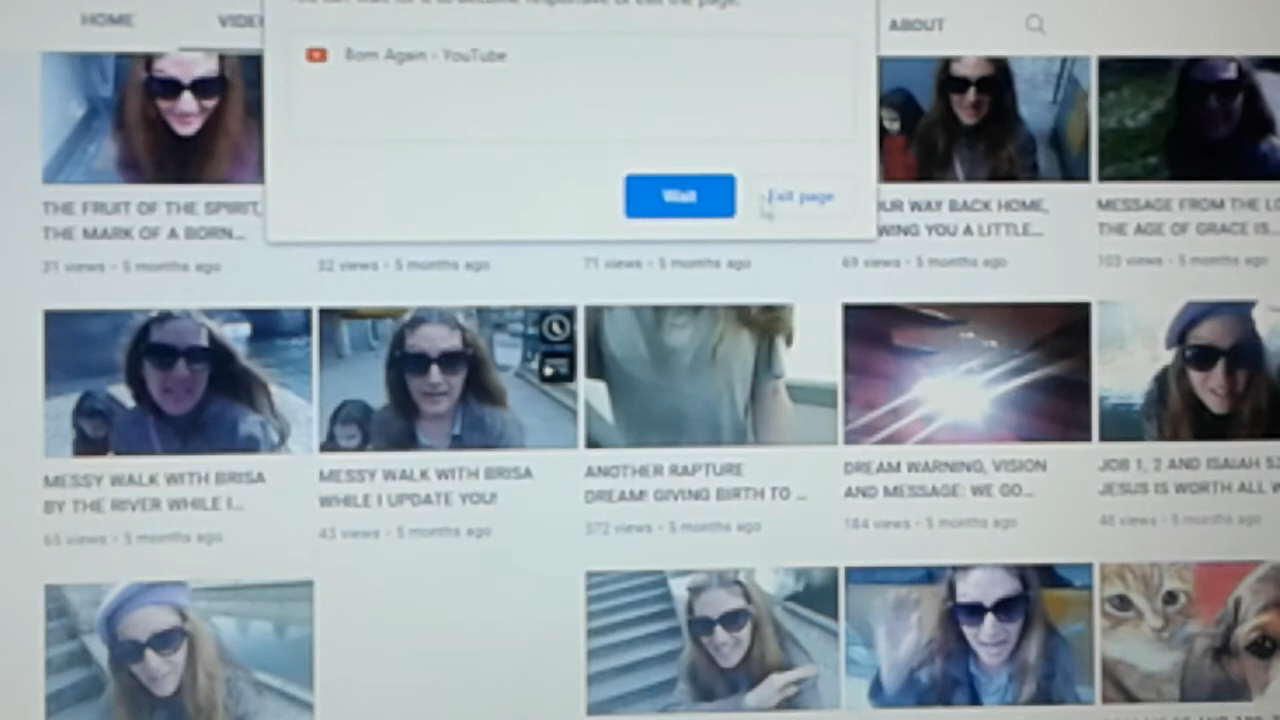 HOME
VIDE
ABOUT
Born Again - YouTube
Wait
Exit page
THE FRUIT OF THE SPIRIT,
THE MARK OF A BORN...
31 views - 5 months ago
32 views - 5 months ago
71 views - 5 months ago
UR WAY BACK HOME,
WING YOU A LITTLE...
69 views - 5 months ago
MESSAGE FROM THE LO
THE AGE OF GRACE IS...
103 views - 5 months ago
MESSY WALK WITH BRISA
BY THE RIVER WHILE I...
65 views - 5 months ago
MESSY WALK WITH BRISA
WHILE I UPDATE YOU!
43 views - 5 months ago
ANOTHER RAPTURE
DREAM! GIVING BIRTH TO ...
372 views - 5 months ago
DREAM WARNING, VISION
AND MESSAGE: WE GO...
184 views - 5 months ago
JOB 1, 2 AND ISAIAH 53
JESUS IS WORTH ALL W
48 views - 5 months ago